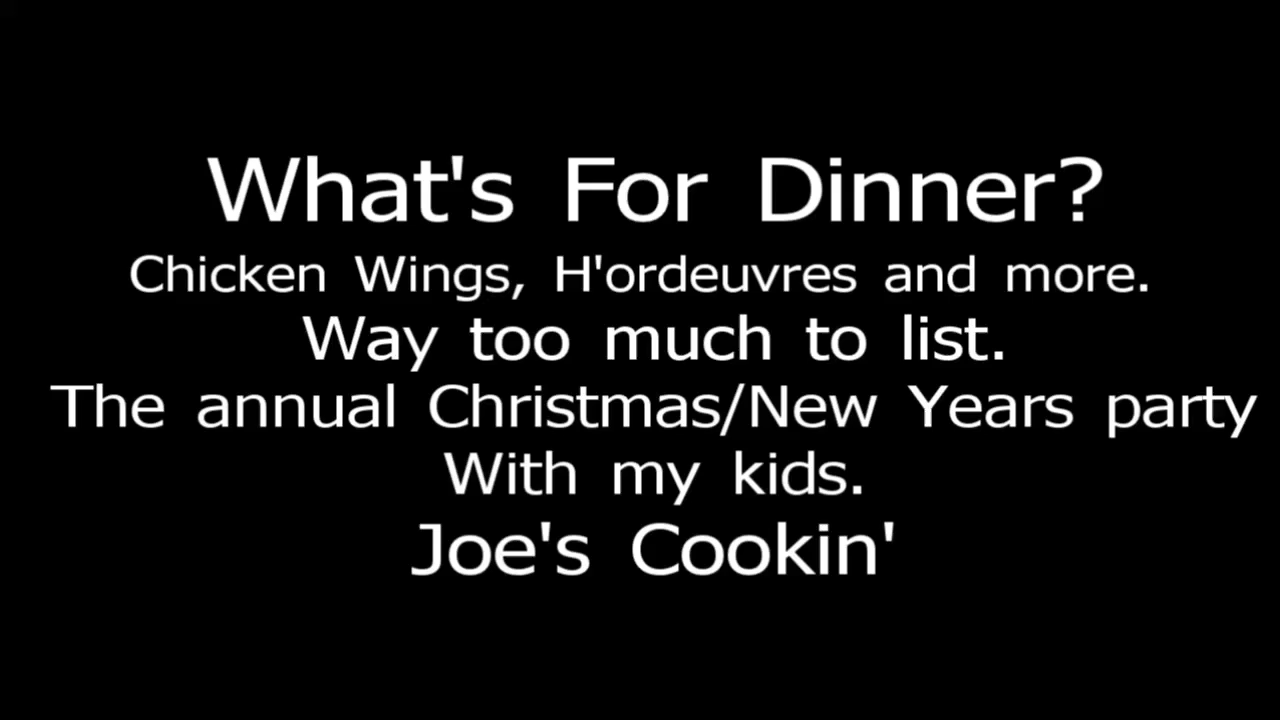 What's For Dinner?
Chicken Wings, H'ordeuvres and more.
Way too much to list.
The annual Christmas/New Years party
With my kids.
Joe's Cookin'